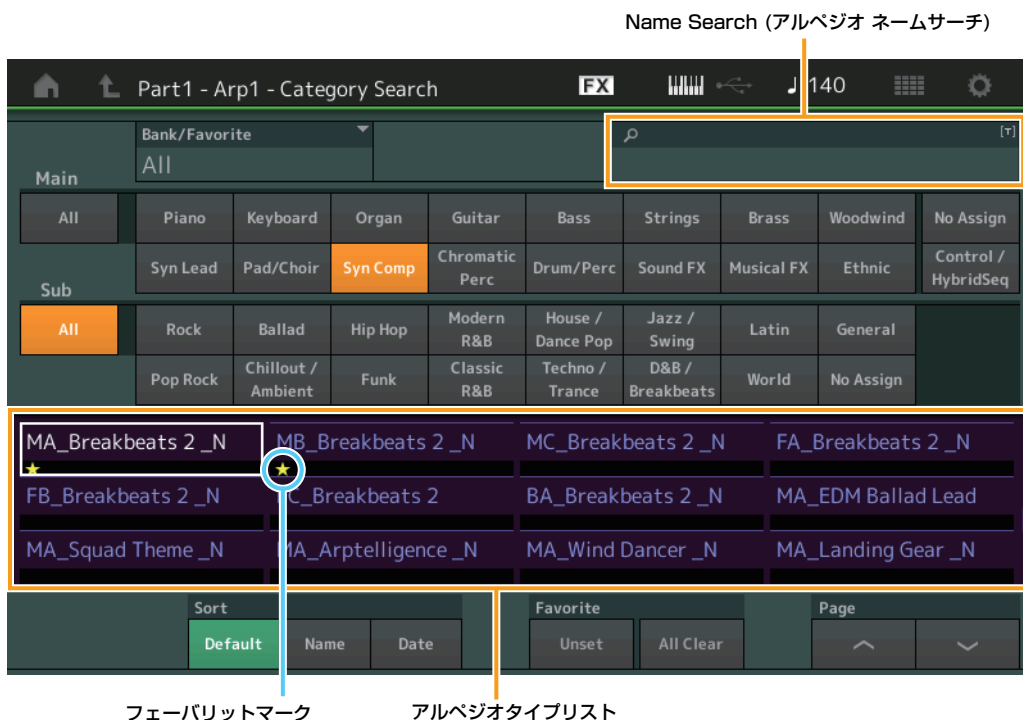 Name Search (アルペジオ ネームサーチ)
Part1 - Arp1 - Category Search FX 140
Bank/Favorite [T]
All
Main
All Piano Keyboard Organ Guitar Bass Strings Brass Woodwind No Assign
Syn Lead Pad/Choir Syn Comp Chromatic Perc Drum/Perc Sound FX Musical FX Ethnic Control / HybridSeq
Sub
All Rock Ballad Hip Hop Modern R&B House / Dance Pop Jazz / Swing Latin General
Pop Rock Chillout / Ambient Funk Classic R&B Techno / Trance D&B / Breakbeats World No Assign
MA_Breakbeats 2 _N MB_Breakbeats 2 _N MC_Breakbeats 2 _N FA_Breakbeats 2 _N
FB_Breakbeats 2 _N C_Breakbeats 2 BA_Breakbeats 2 _N MA_EDM Ballad Lead
MA_Squad Theme _N MA_Arptelligence _N MA_Wind Dancer _N MA_Landing Gear _N
Sort Favorite Page
Default Name Date Unset All Clear
フェーバリットマーク アルペジオタイプリスト